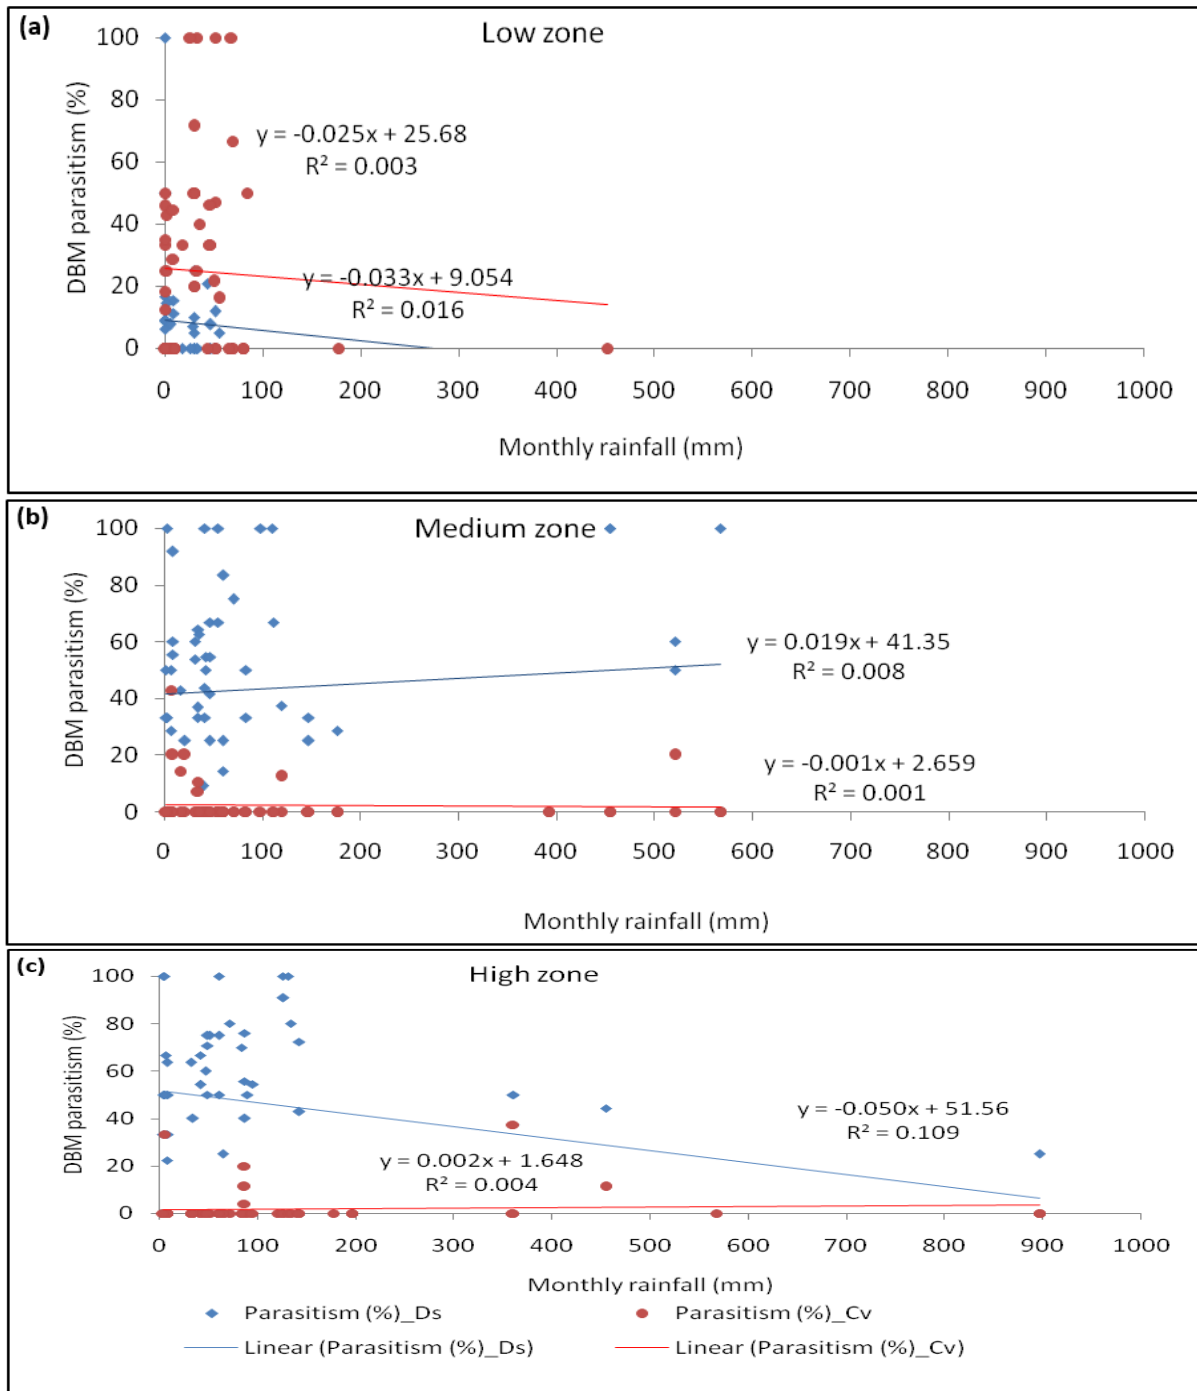 (a)
Low zone
DBM parasitism (%)
100
80
60
40
20
0
y = -0.025x + 25.68
R² = 0.003
y = -0.033x + 9.054
R² = 0.016
0 100 200 300 400 500 600 700 800 900 1000
Monthly rainfall (mm)
(b)
Medium zone
DBM parasitism (%)
100
80
60
40
20
0
y = 0.019x + 41.35
R² = 0.008
y = -0.001x + 2.659
R² = 0.001
0 100 200 300 400 500 600 700 800 900 1000
Monthly rainfall (mm)
(c)
High zone
DBM parasitism (%)
100
80
60
40
20
0
y = -0.050x + 51.56
R² = 0.109
y = 0.002x + 1.648
R² = 0.004
0 100 200 300 400 500 600 700 800 900 1000
Monthly rainfall (mm)
Parasitism (%)_Ds Parasitism (%)_Cv
Linear (Parasitism (%)_Ds) Linear (Parasitism (%)_Cv)